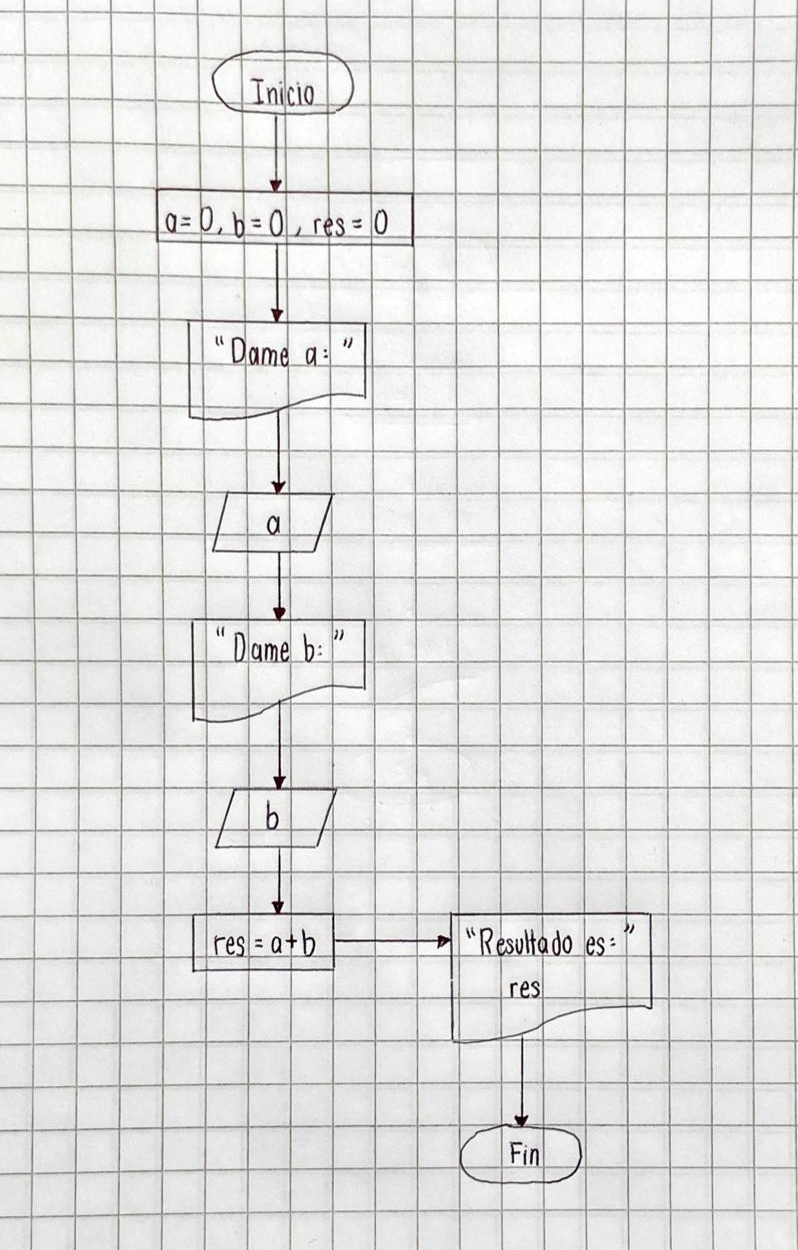 Inicio
a=0, b=0, res=0
“Dame a: ”
a
“Dame b: ”
b
res = a+b
“Resultado es: ”
res
Fin